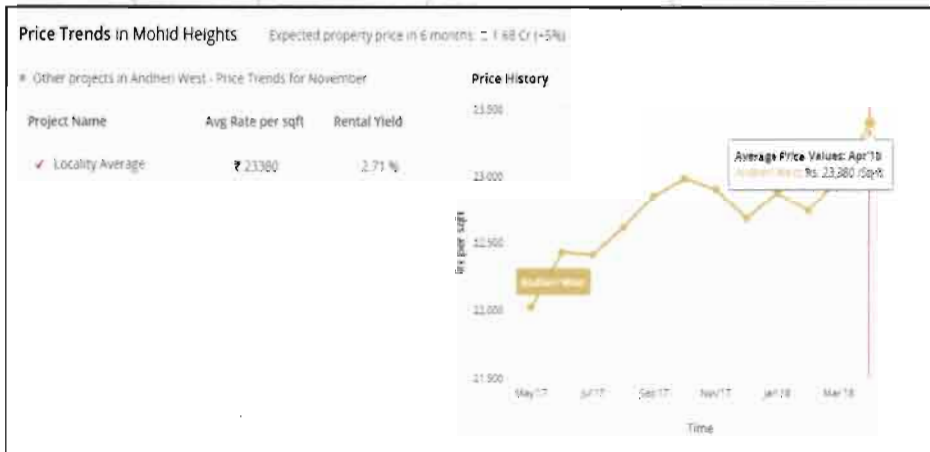 Price Trends in Mohid Heights Expected property price in 6 months: 1.68 Cr (+5%)
Other projects in Andheri West - Price Trends for November
Project Name Avg Rate per sqft Rental Yield
✓ Locality Average ₹ 23380 2.71 %
Price History
23,500
23,000
22,500
22,000
21,500
per sqft
Average Price Values: Apr'18
Andheri West: Rs. 23,380 /Sqft
Andheri West
May'17 Jul'17 Sep'17 Nov'17 Jan'18 Mar'18
Time